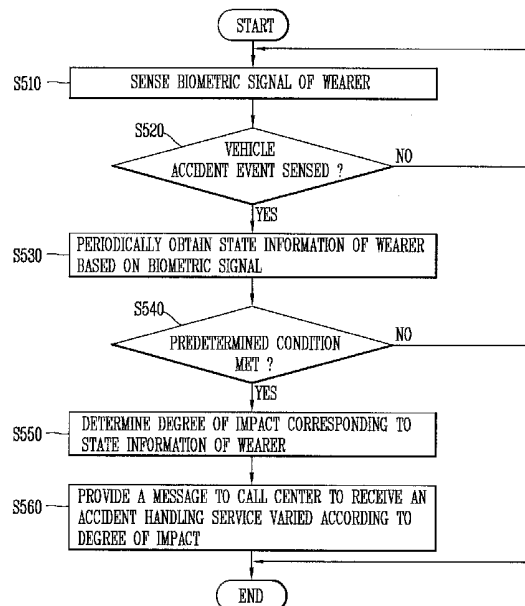 START
S510
SENSE BIOMETRIC SIGNAL OF WEARER
S520
VEHICLE
ACCIDENT EVENT SENSED ?
NO
YES
S530
PERIODICALLY OBTAIN STATE INFORMATION OF WEARER
BASED ON BIOMETRIC SIGNAL
S540
PREDETERMINED CONDITION
MET ?
NO
YES
S550
DETERMINE DEGREE OF IMPACT CORRESPONDING TO
STATE INFORMATION OF WEARER
S560
PROVIDE A MESSAGE TO CALL CENTER TO RECEIVE AN
ACCIDENT HANDLING SERVICE VARIED ACCORDING TO
DEGREE OF IMPACT
END